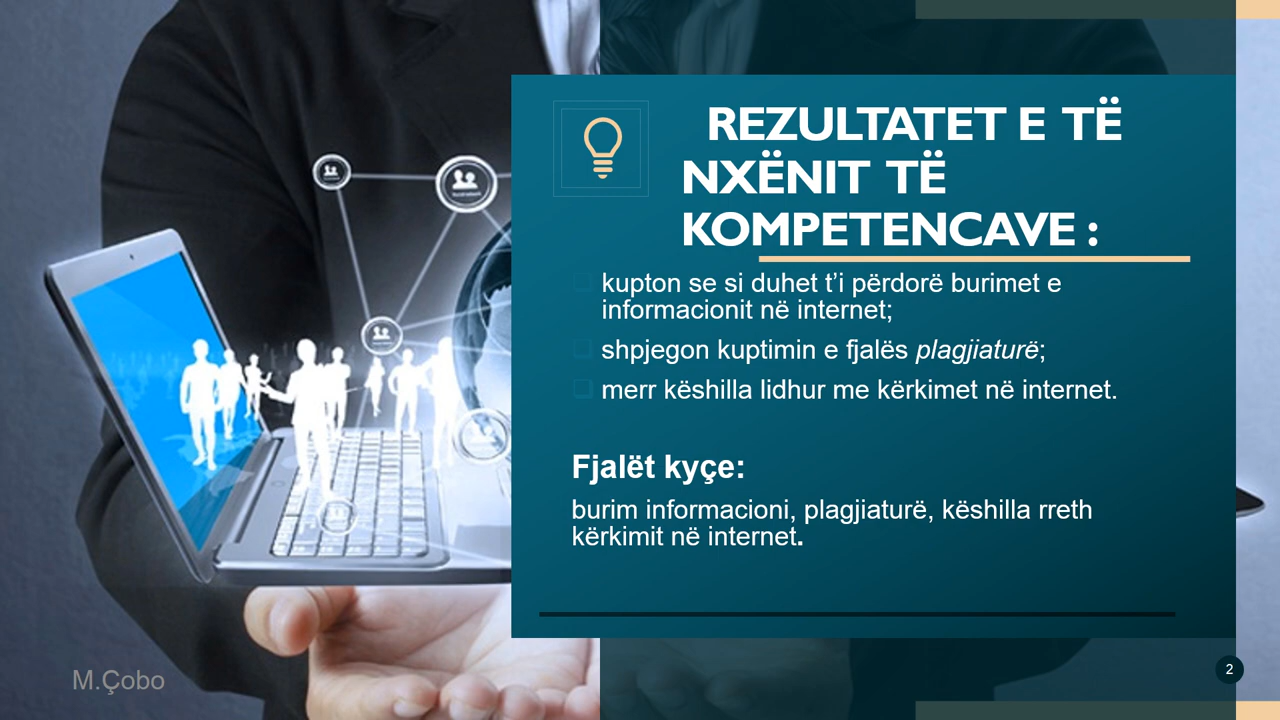 REZULTATET E TË
NXËNIT TË
KOMPETENCAVE :
kupton se si duhet t’i përdorë burimet e
informacionit në internet;
shpjegon kuptimin e fjalës plagjiaturë;
merr këshilla lidhur me kërkimet në internet.
Fjalët kyçe:
burim informacioni, plagjiaturë, këshilla rreth
kërkimit në internet.
M.Çobo
2